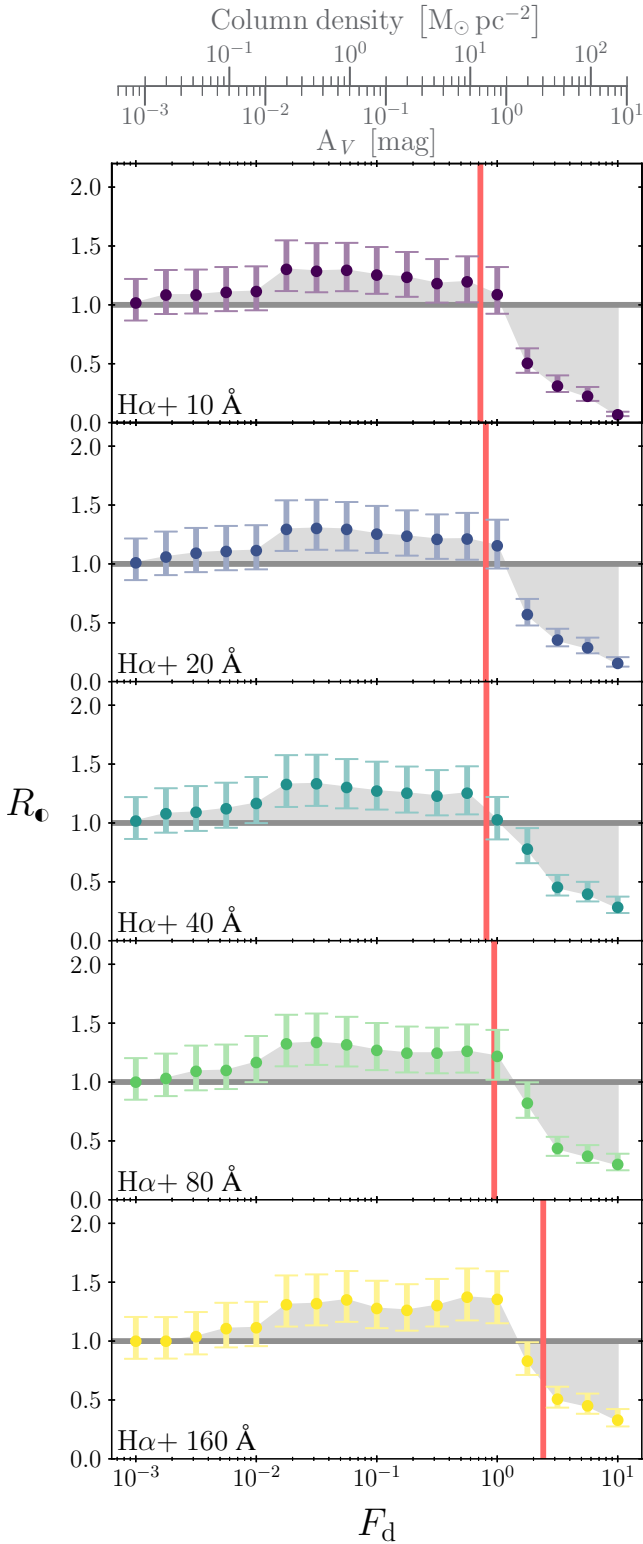 Column density [M⊙ pc⁻²]
10⁻¹ 10⁰ 10¹ 10²
10⁻³ 10⁻² 10⁻¹ 10⁰ 10¹
A_V [mag]
2.0
1.5
1.0
0.5
Hα+ 10 Å
0.0
2.0
1.5
1.0
0.5
Hα+ 20 Å
0.0
2.0
1.5
R◐ 1.0
0.5
Hα+ 40 Å
0.0
2.0
1.5
1.0
0.5
Hα+ 80 Å
0.0
2.0
1.5
1.0
0.5
Hα+ 160 Å
0.0
10⁻³ 10⁻² 10⁻¹ 10⁰ 10¹
F_d